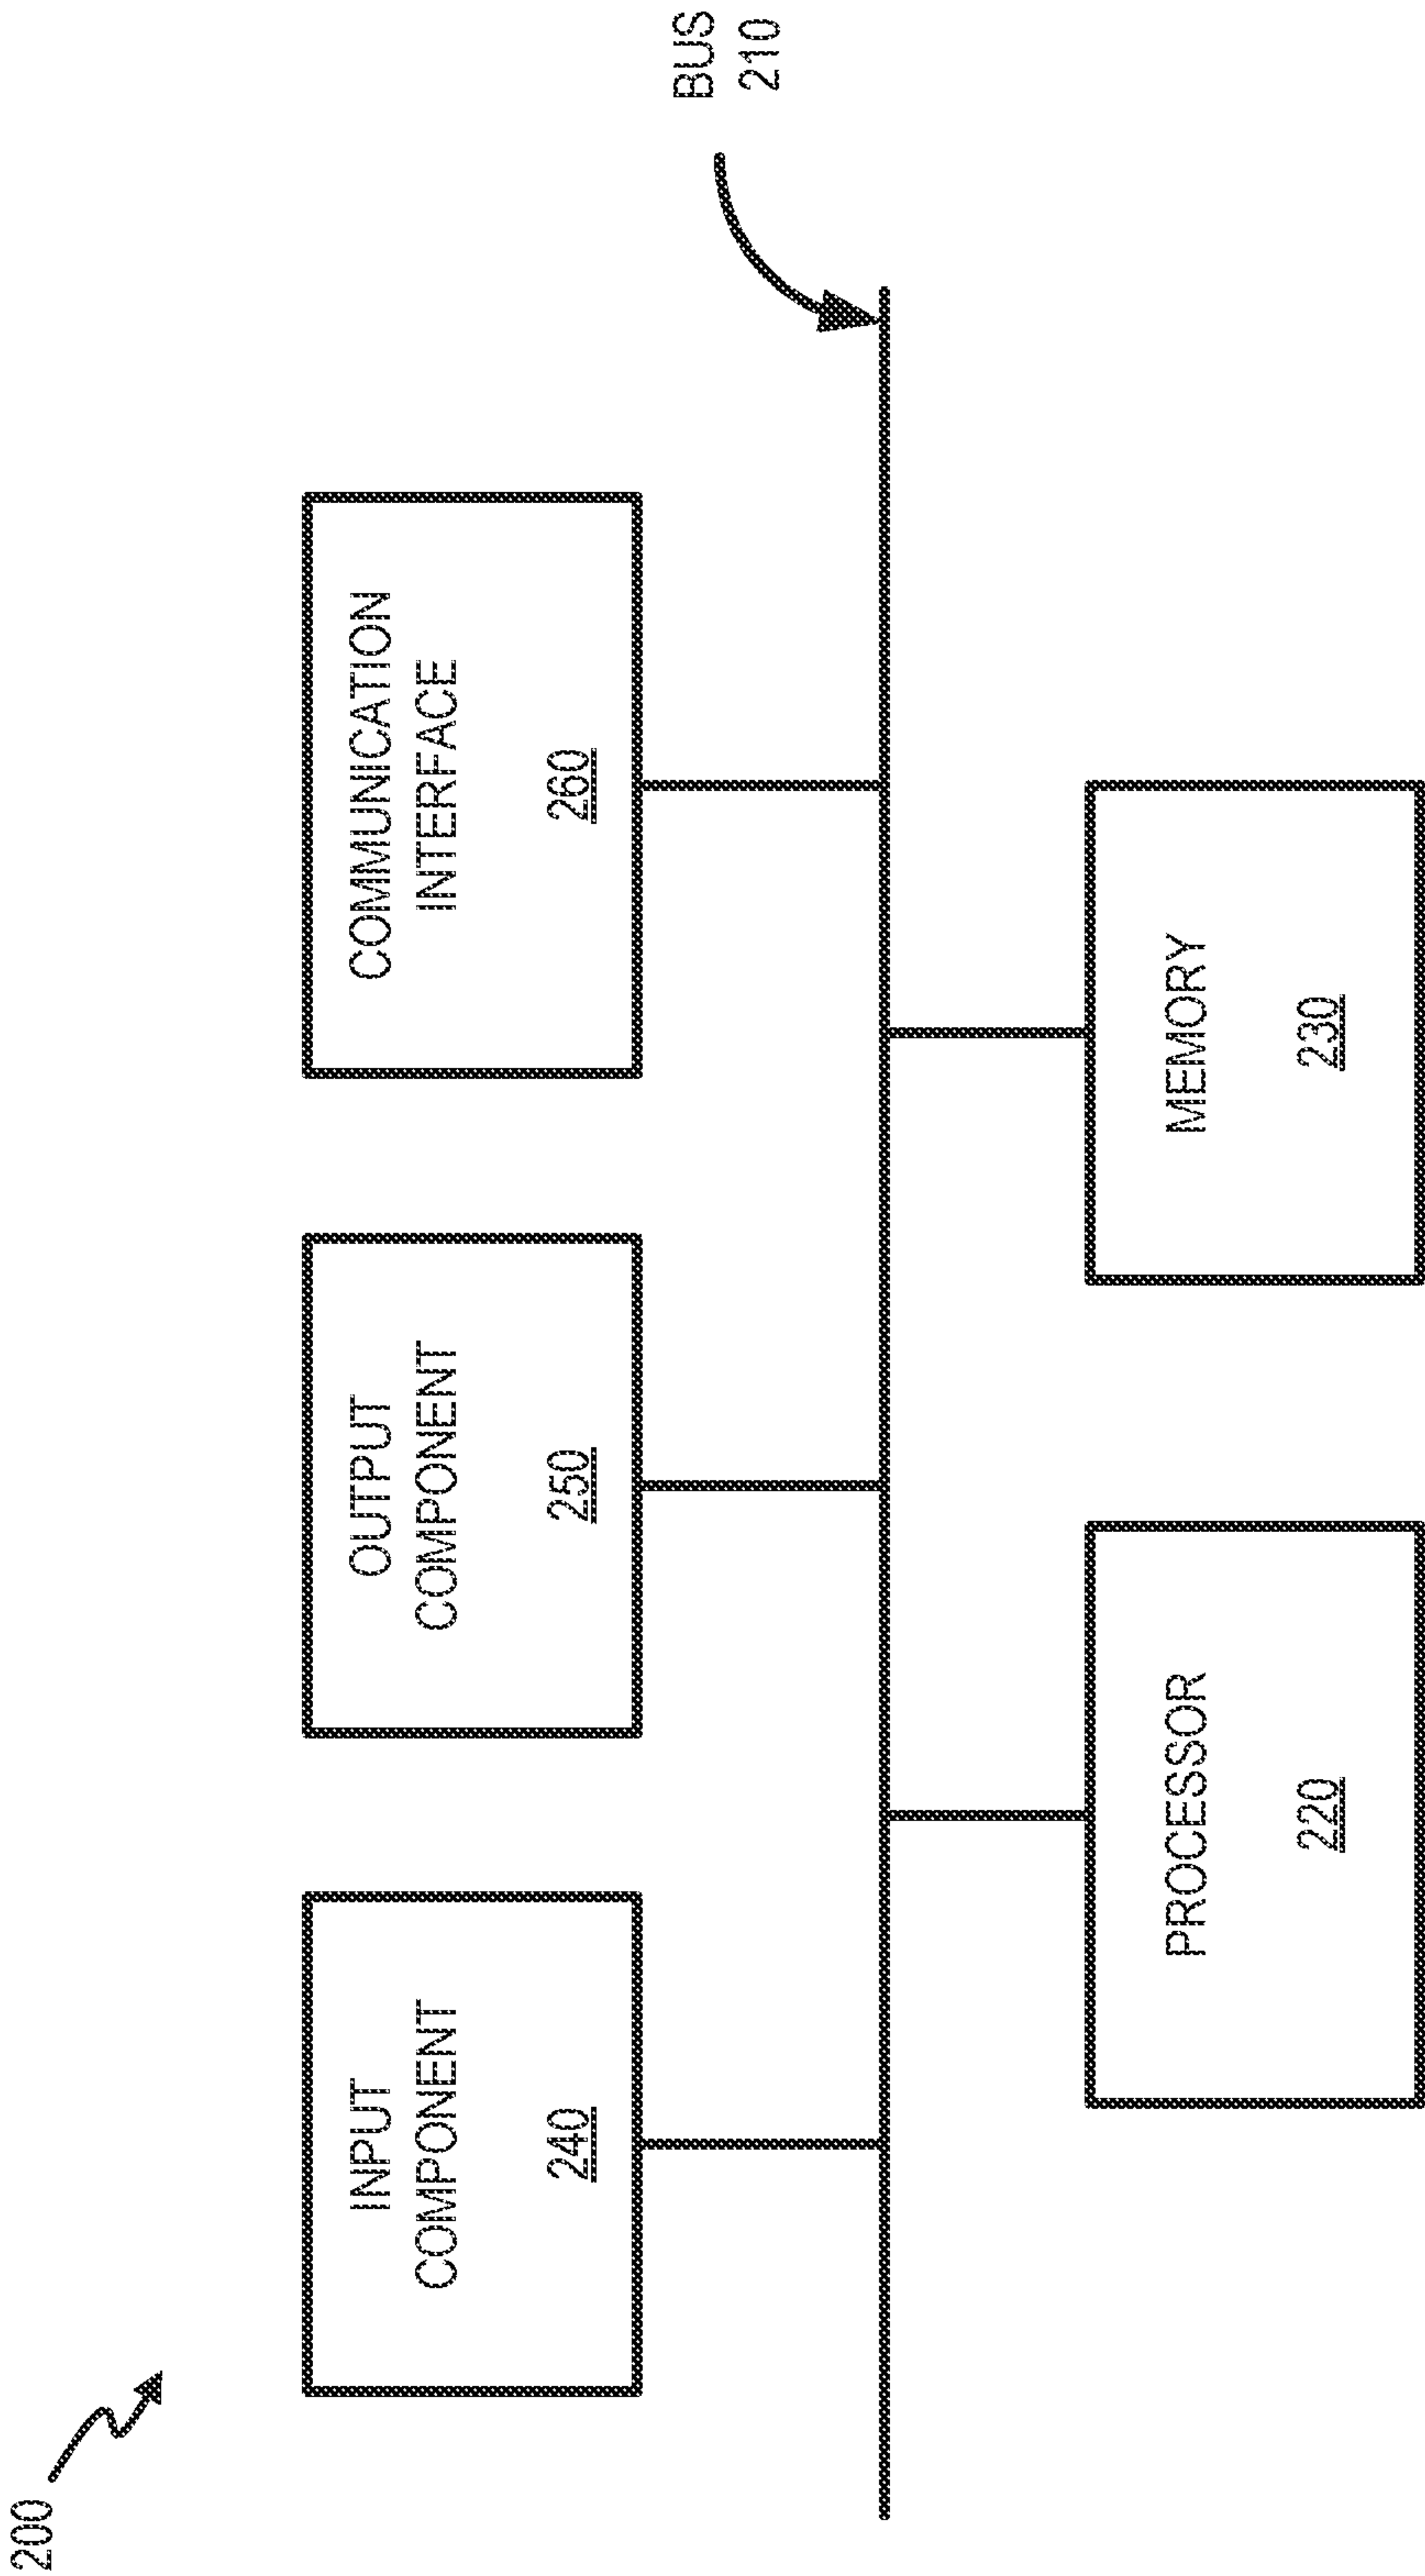 200
INPUT
COMPONENT
240
OUTPUT
COMPONENT
250
COMMUNICATION
INTERFACE
260
BUS
210
PROCESSOR
220
MEMORY
230